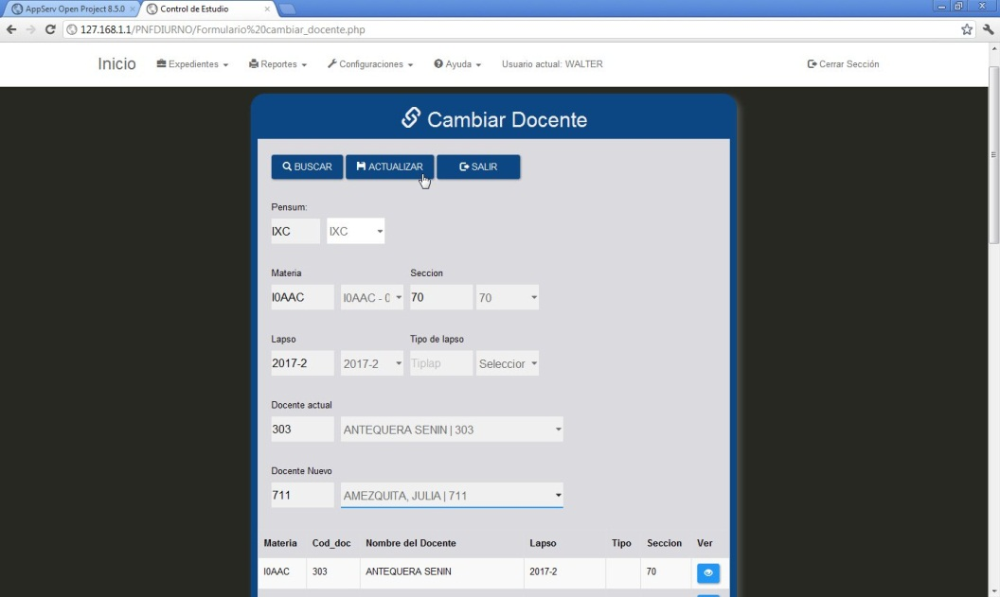 AppServ Open Project 8.5.0
Control de Estudio
127.168.1.1/PNFDIURNO/Formulario%20cambiar_docente.php
Inicio Expedientes Reportes Configuraciones Ayuda Usuario actual: WALTER Cerrar Sección
Cambiar Docente
BUSCAR ACTUALIZAR SALIR
Pensum:
IXC IXC
Materia Seccion
I0AAC I0AAC - 0 70 70
Lapso Tipo de lapso
2017-2 2017-2 Tiplap Seleccior
Docente actual
303 ANTEQUERA SENIN | 303
Docente Nuevo
711 AMEZQUITA, JULIA | 711
Materia Cod_doc Nombre del Docente Lapso Tipo Seccion Ver
I0AAC 303 ANTEQUERA SENIN 2017-2 70